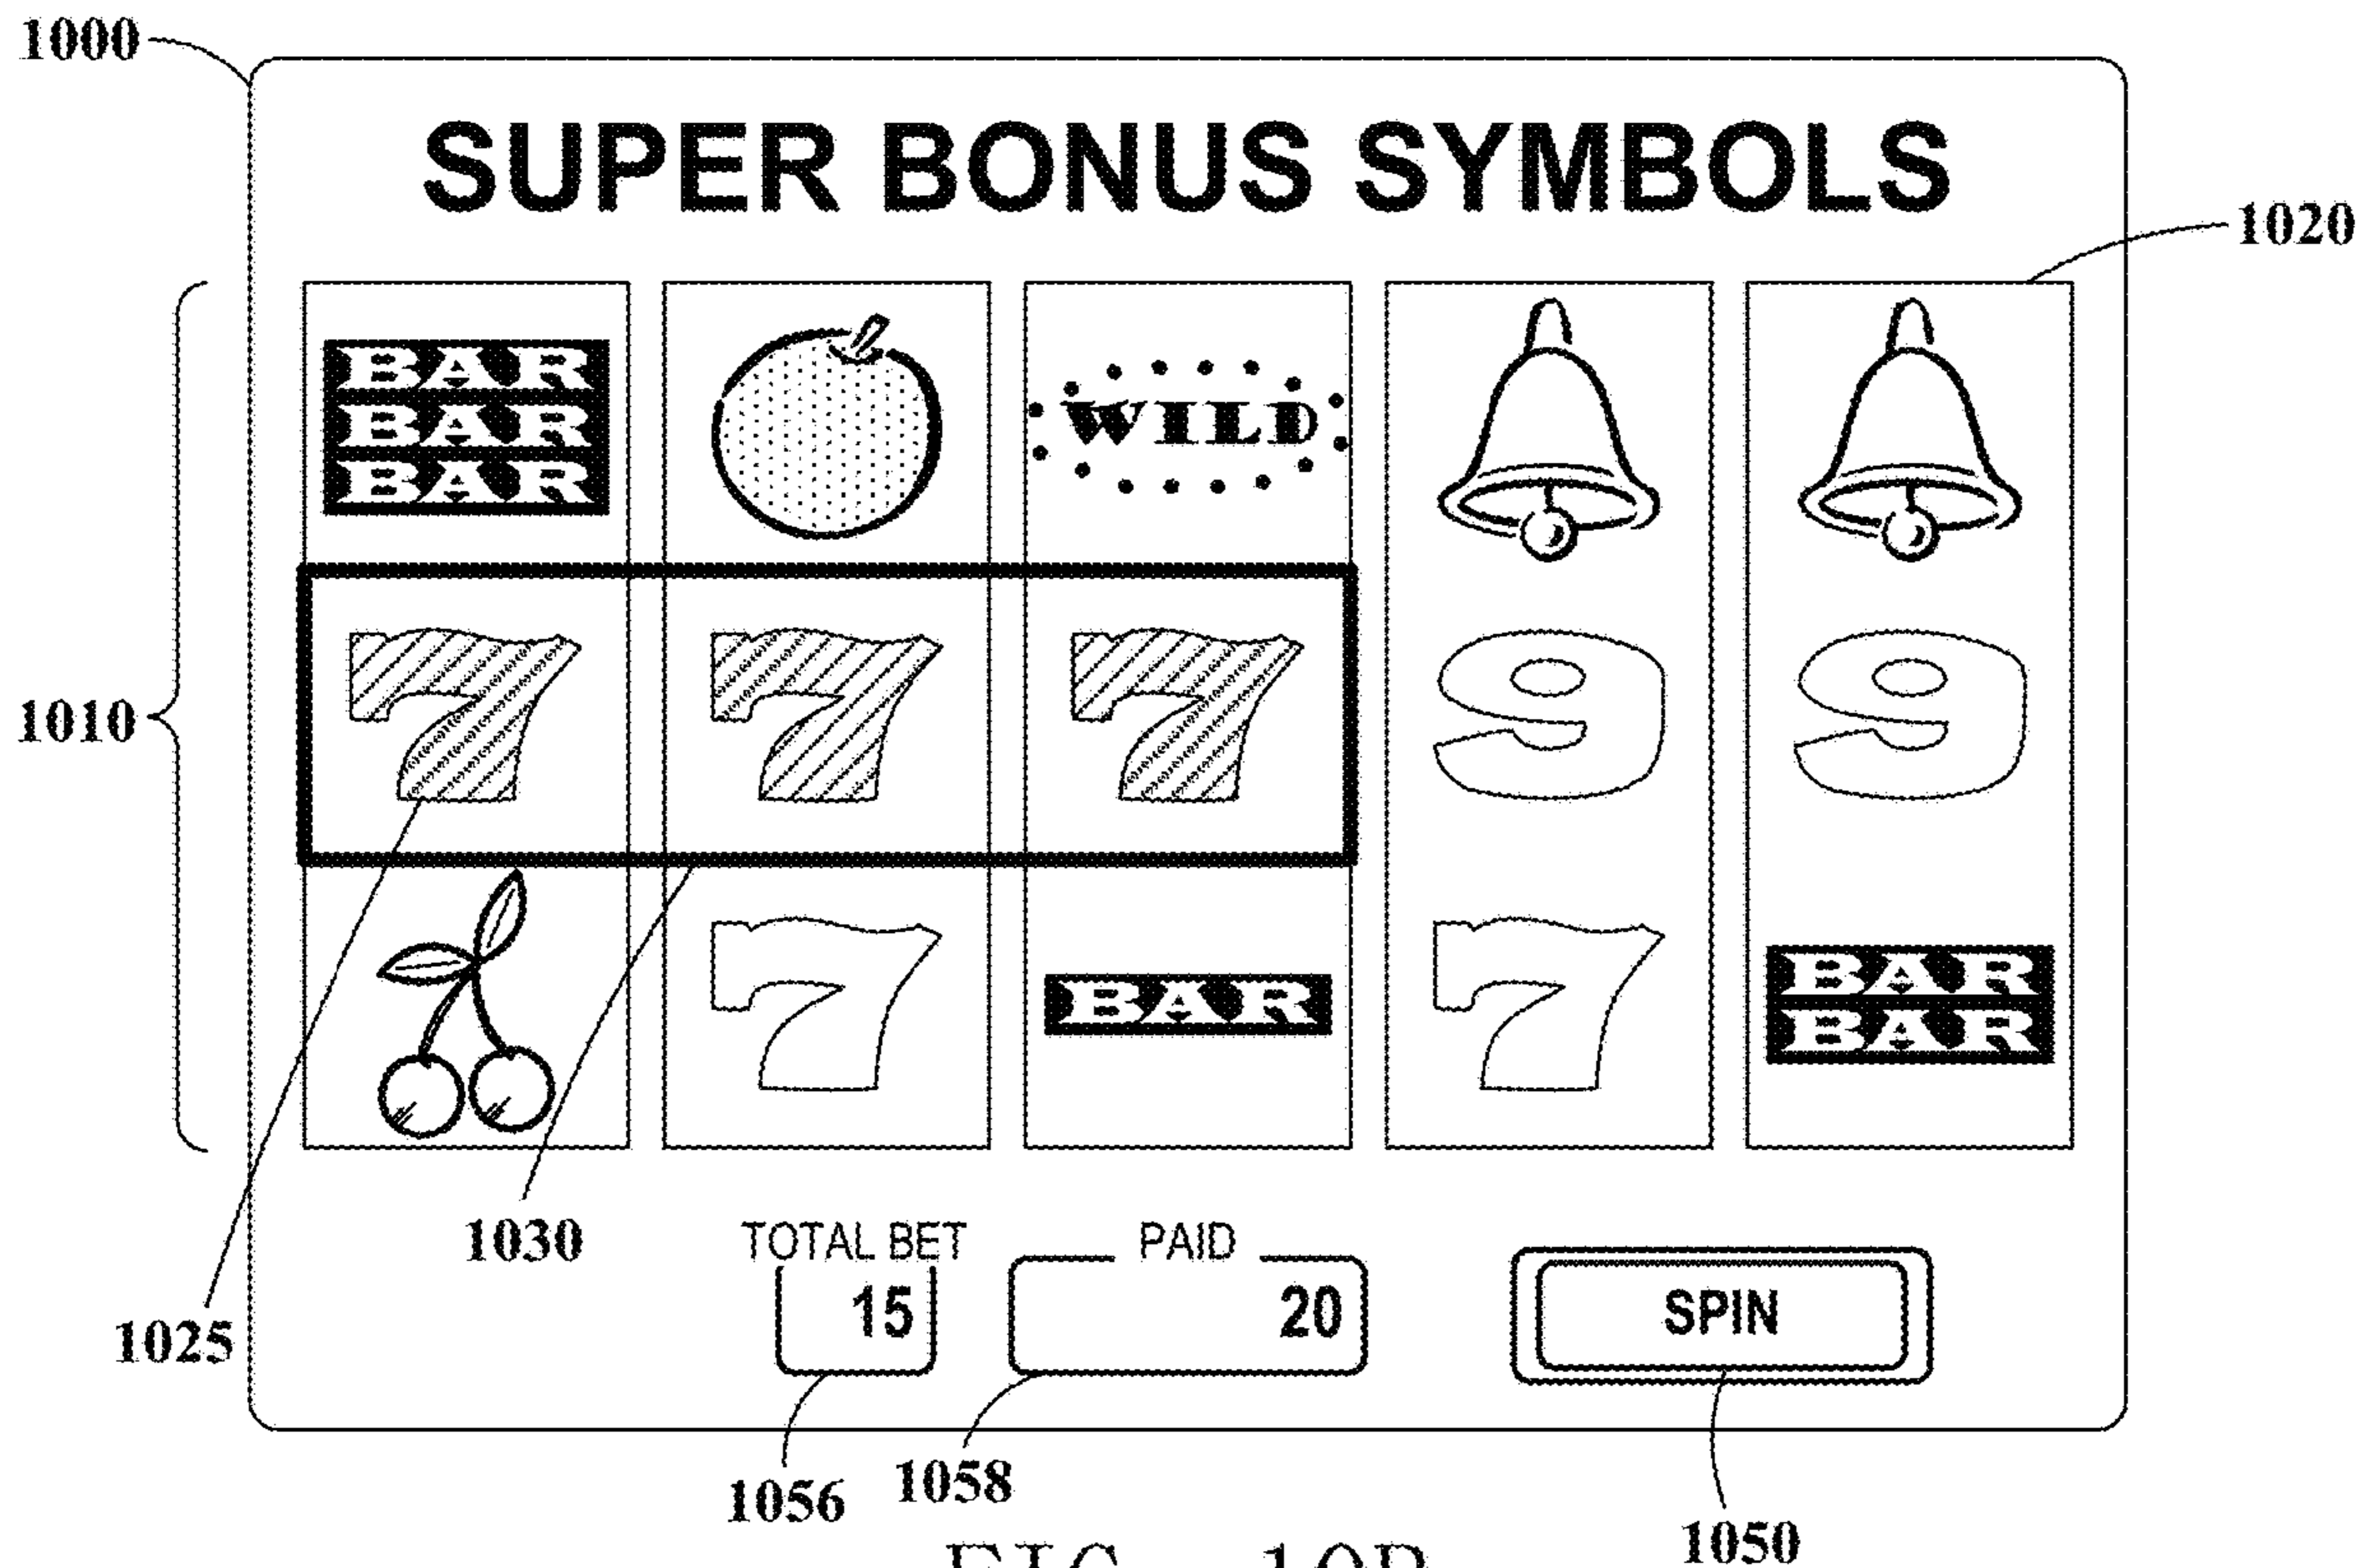 1000
SUPER BONUS SYMBOLS
1020
BAR
BAR
BAR
WILD
1010
7 7 7 9 9
7 BAR 7 BAR
BAR
1030
TOTAL BET PAID
15 20 SPIN
1025
1056 1058 1050